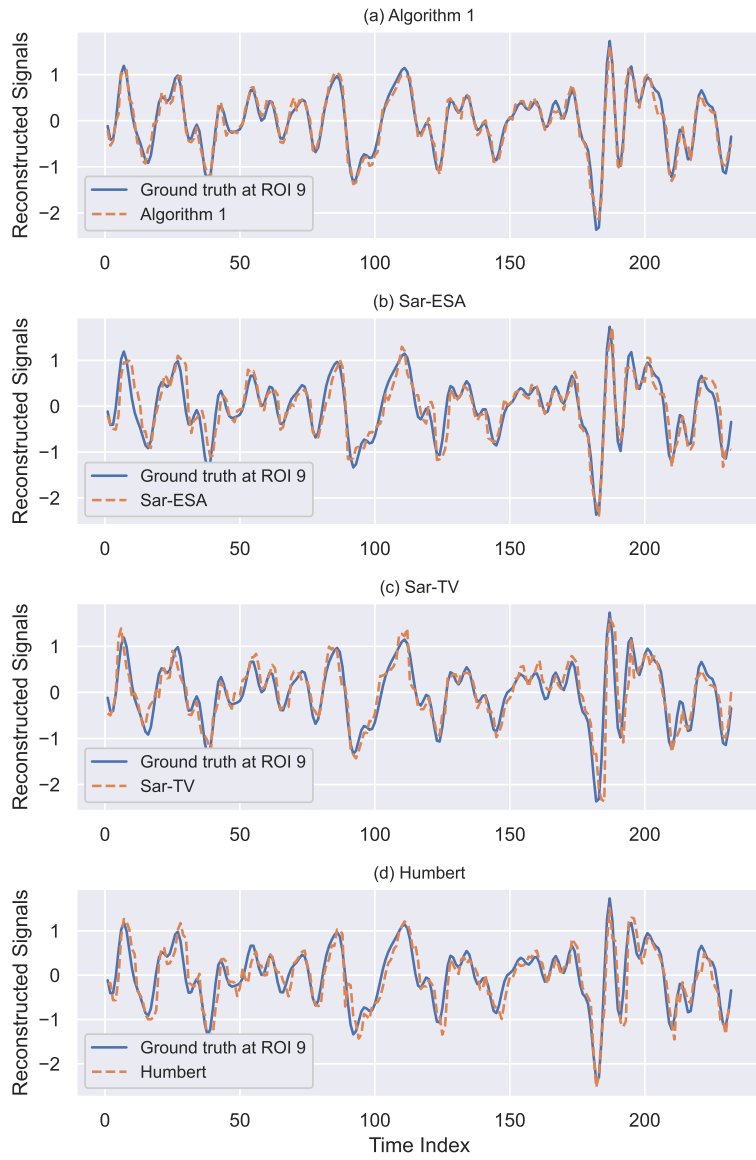 (a) Algorithm 1
Reconstructed Signals
1
0
−1
−2
Ground truth at ROI 9
Algorithm 1
0 50 100 150 200
(b) Sar-ESA
Reconstructed Signals
1
0
−1
−2
Ground truth at ROI 9
Sar-ESA
0 50 100 150 200
(c) Sar-TV
Reconstructed Signals
1
0
−1
−2
Ground truth at ROI 9
Sar-TV
0 50 100 150 200
(d) Humbert
Reconstructed Signals
1
0
−1
−2
Ground truth at ROI 9
Humbert
0 50 100 150 200
Time Index